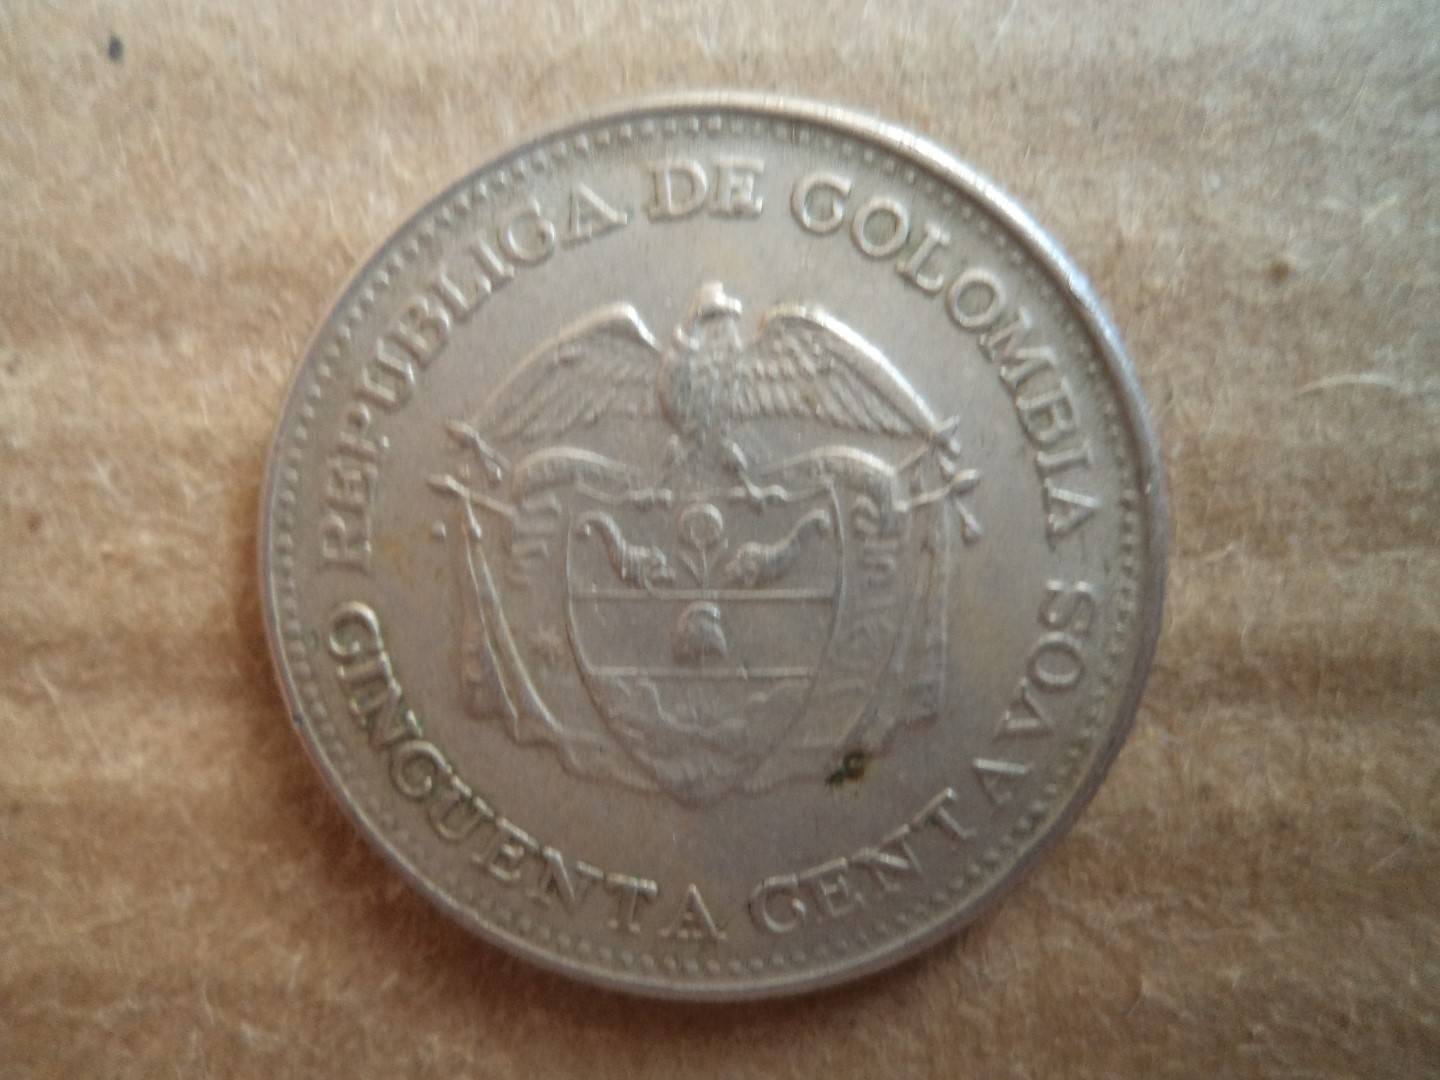 REPUBLICA DE COLOMBIA
CINCUENTA CENTAVOS